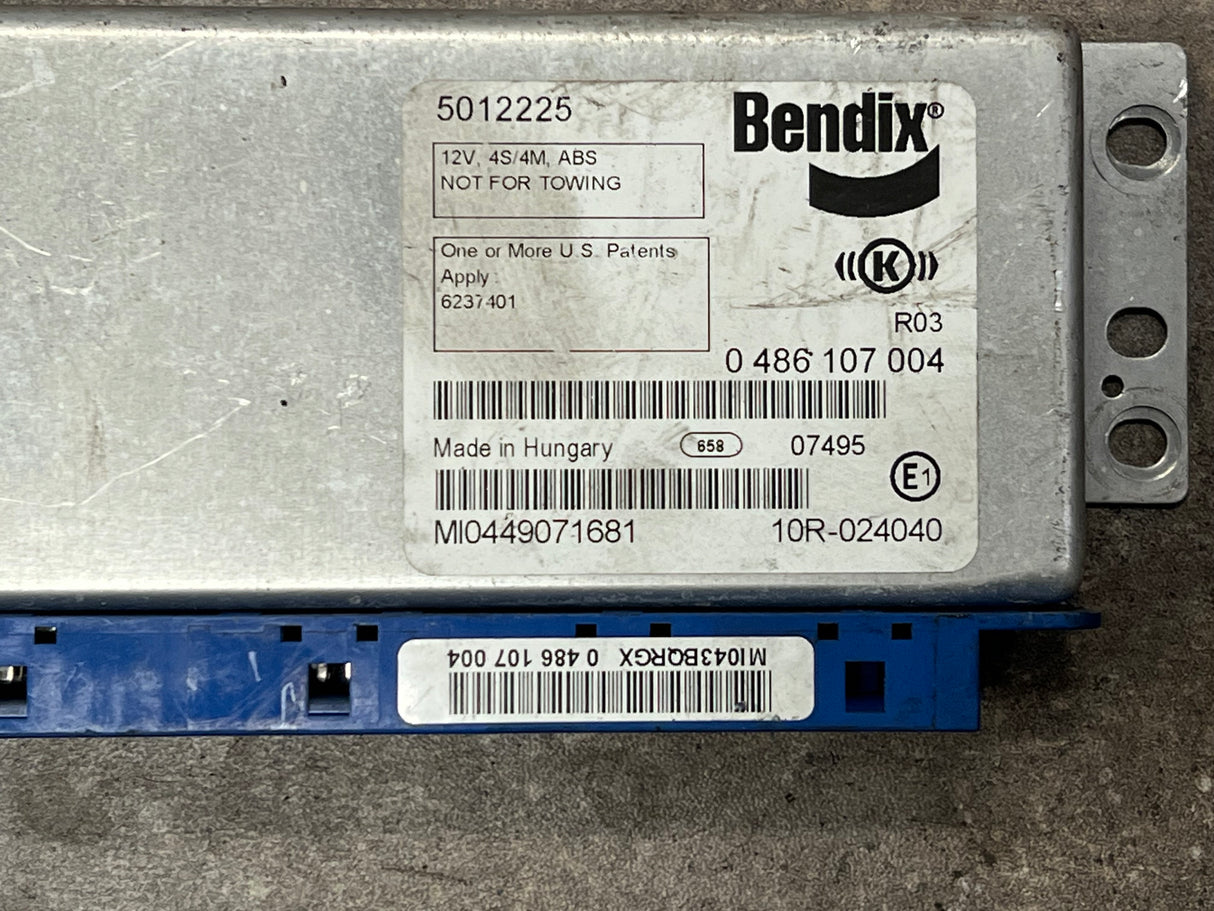 5012225
Bendix®
12V, 4S/4M, ABS
NOT FOR TOWING
One or More U.S. Patents
Apply :
6237401
K
R03
0 486 107 004
Made in Hungary
658
07495
E1
MI0449071681
10R-024040
MI043BQRGX 0 486 107 004